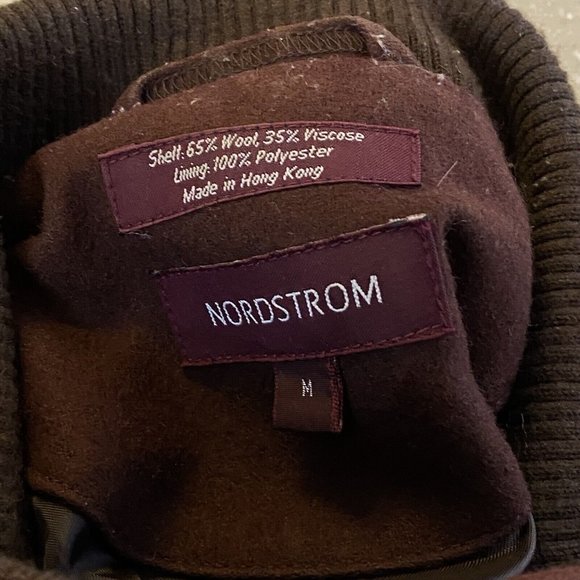 Shell: 65% Wool, 35% Viscose
Lining: 100% Polyester
Made in Hong Kong
NORDSTROM
M